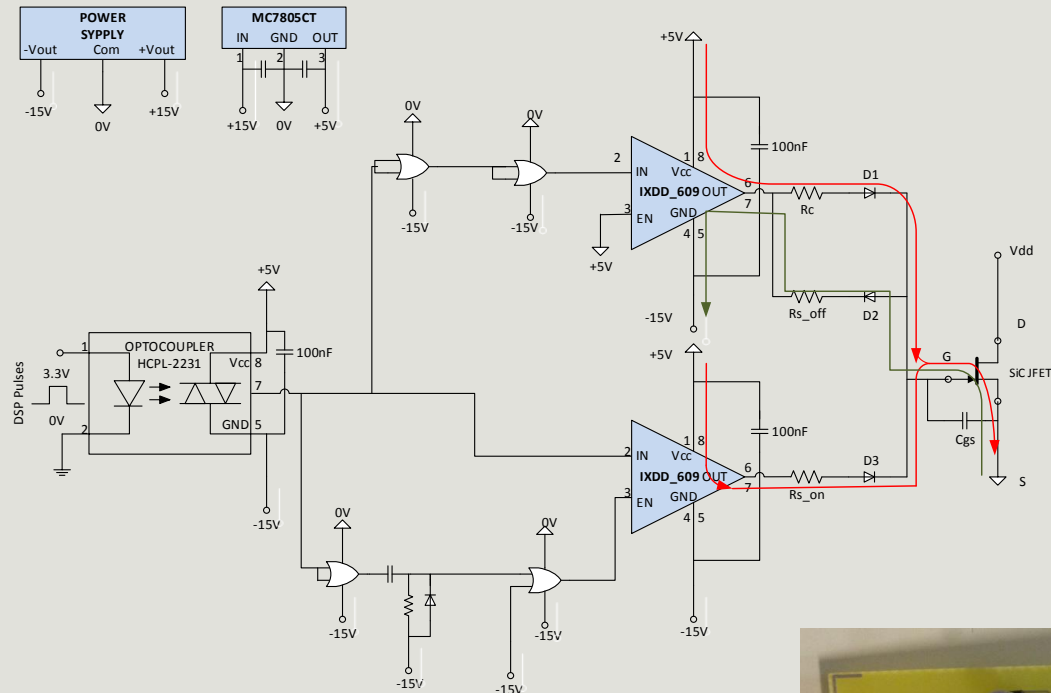 POWER
SYPPLY
-Vout Com +Vout
-15V
0V
+15V
MC7805CT
IN GND OUT
1 2 3
+15V
0V
+5V
+5V
0V
0V
-15V
-15V
100nF
1 8
Vcc
2
IN
IXDD_609 OUT
6
7
3
EN
GND
4 5
+5V
-15V
Rc
D1
Rs_off
D2
Vdd
D
G
SiC JFET
Cgs
S
+5V
OPTOCOUPLER
HCPL-2231
Vcc 8
100nF
1
7
GND 5
2
DSP Pulses
3.3V
0V
-15V
+5V
100nF
1 8
Vcc
2
IN
IXDD_609 OUT
6
7
3
EN
GND
4 5
-15V
Rs_on
D3
0V
-15V
-15V
0V
-15V
-15V